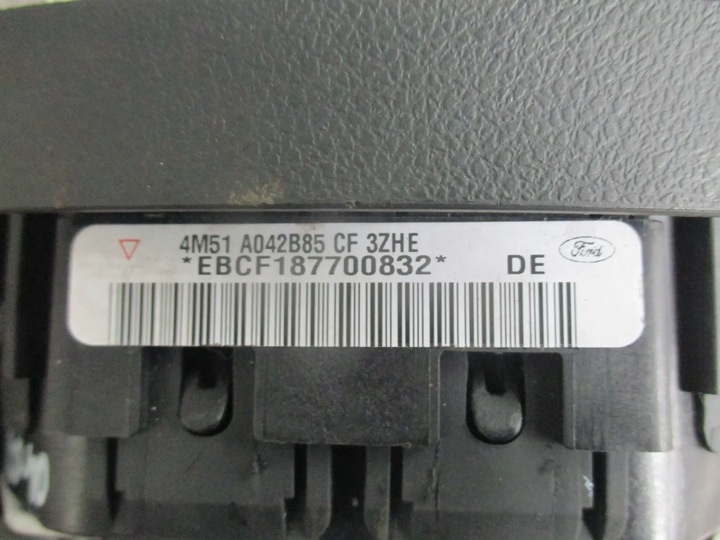 4M51 A042B85 CF 3ZHE
*EBCF187700832* DE
Ford